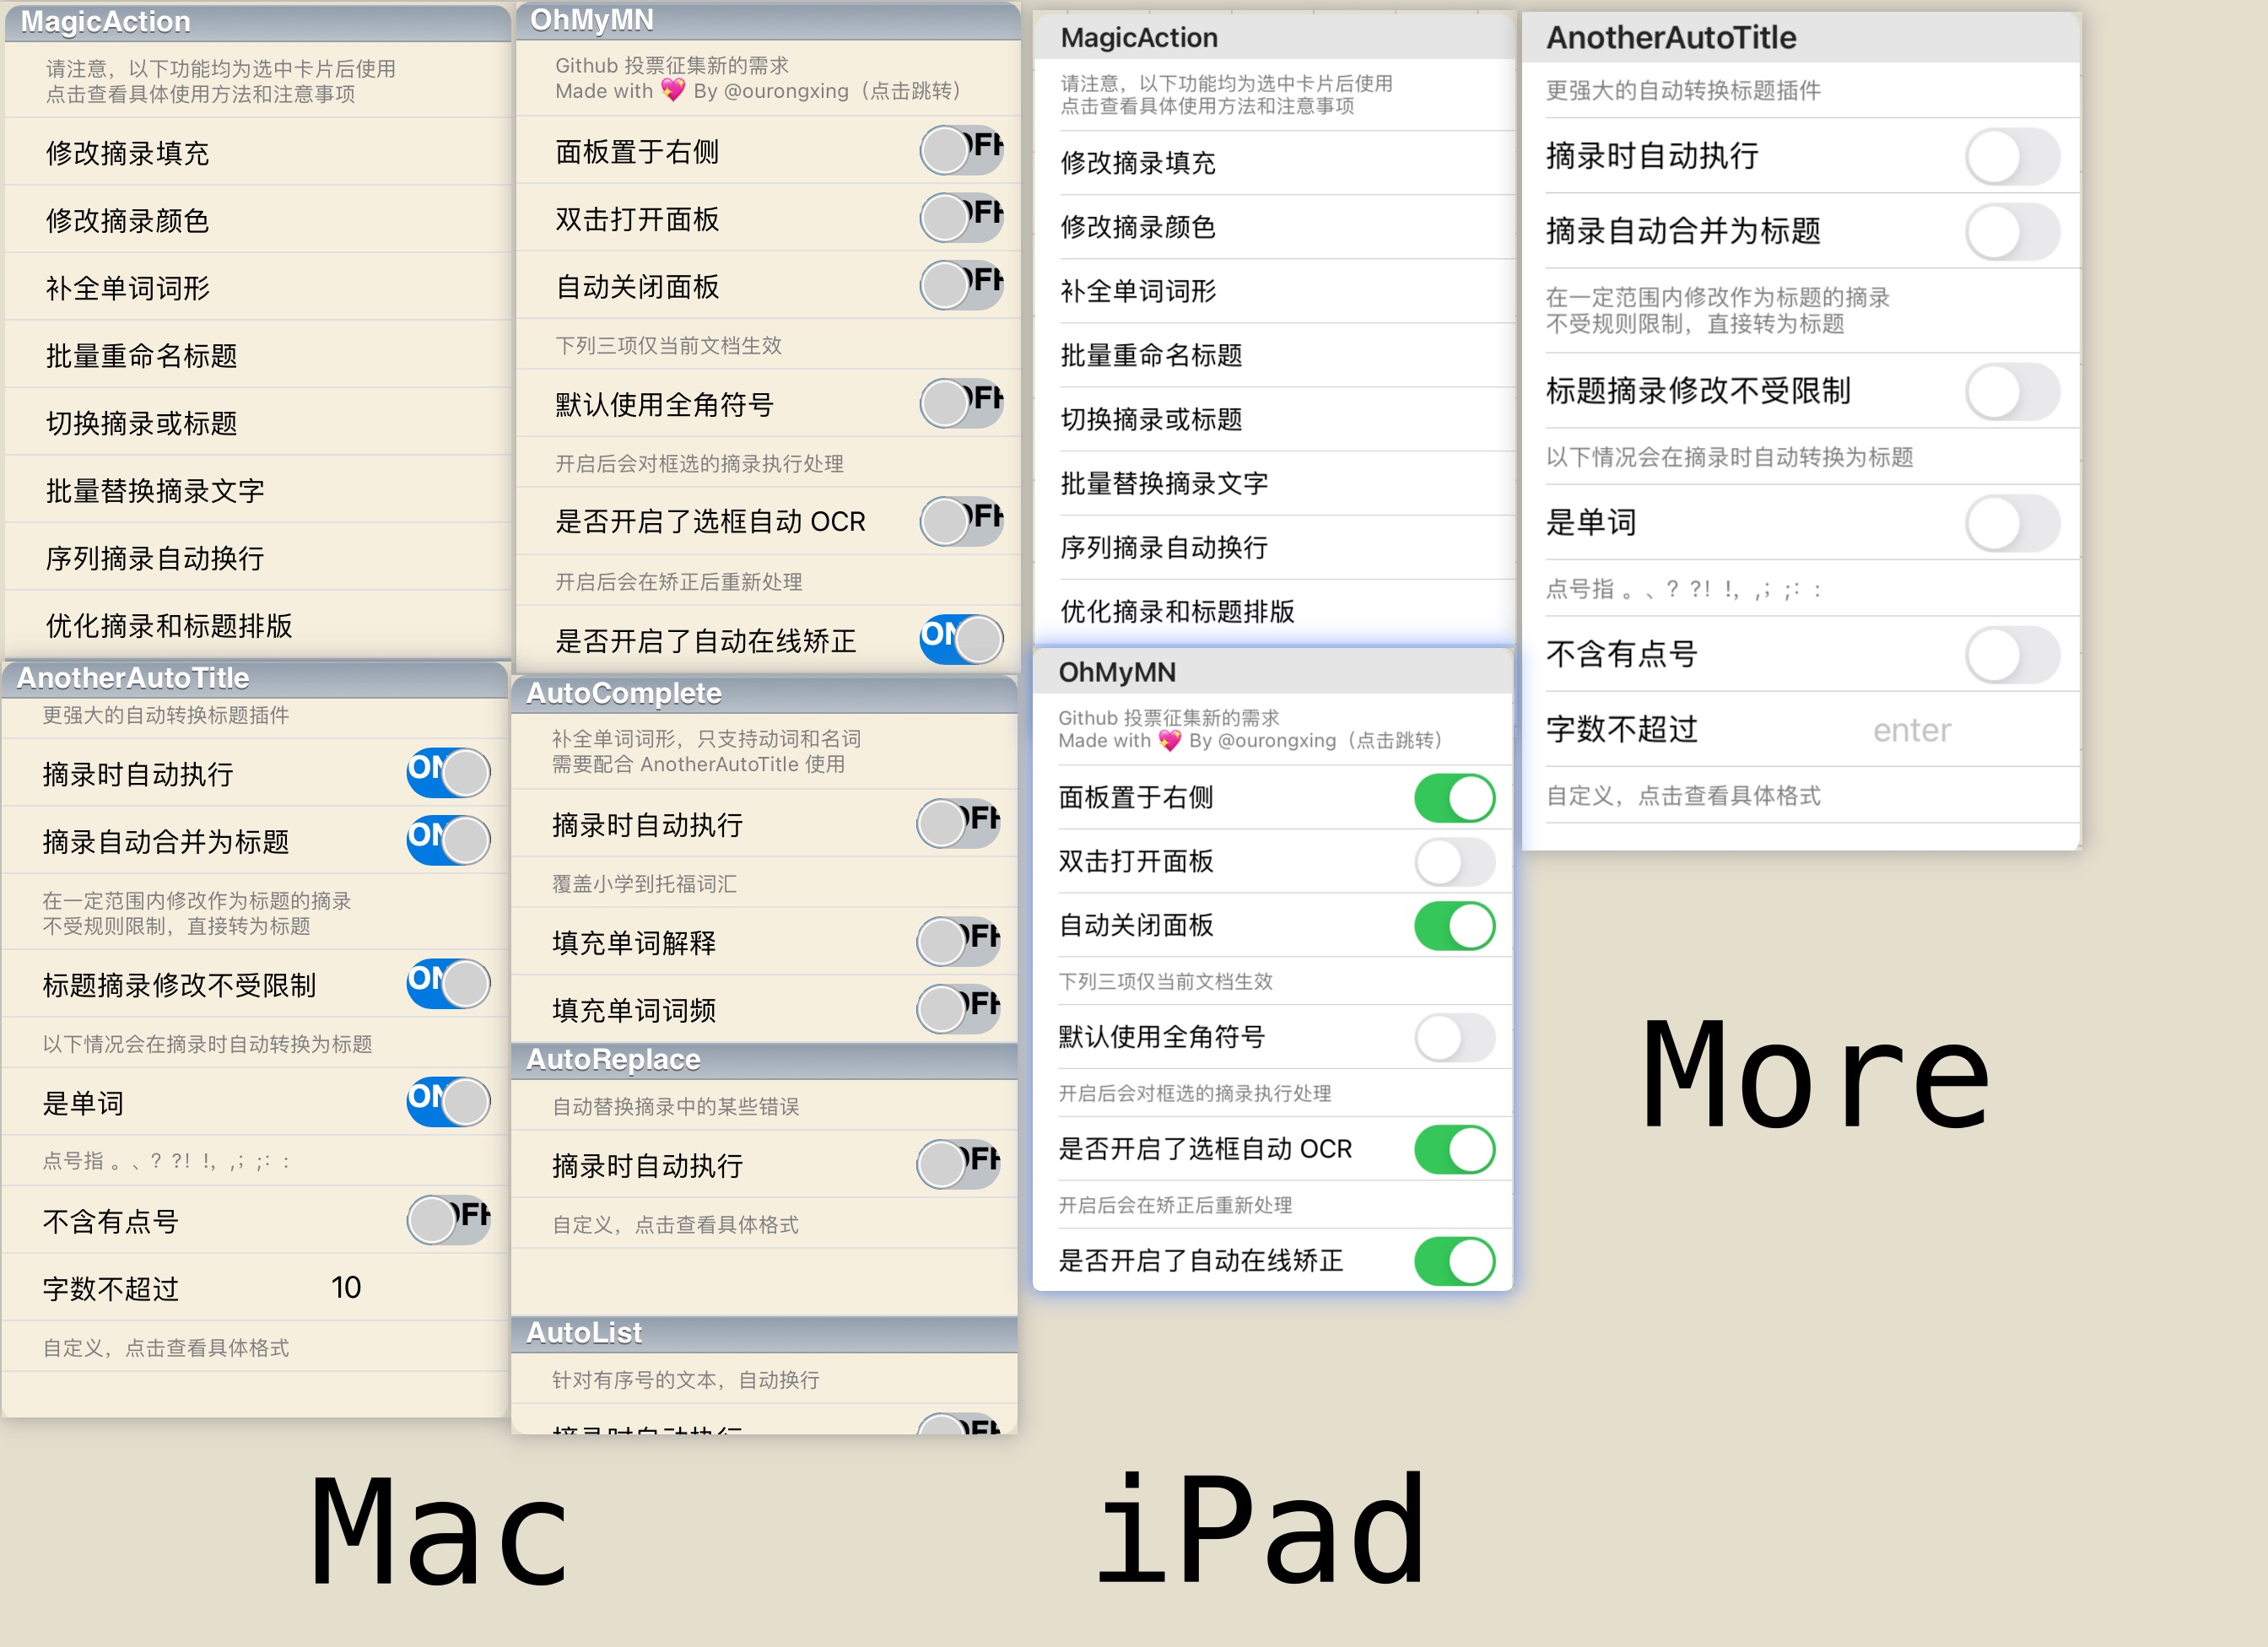 MagicAction
请注意，以下功能均为选中卡片后使用
点击查看具体使用方法和注意事项
修改摘录填充
修改摘录颜色
补全单词词形
批量重命名标题
切换摘录或标题
批量替换摘录文字
序列摘录自动换行
优化摘录和标题排版
AnotherAutoTitle
更强大的自动转换标题插件
摘录时自动执行
ON
摘录自动合并为标题
ON
在一定范围内修改作为标题的摘录
不受规则限制，直接转为标题
标题摘录修改不受限制
ON
以下情况会在摘录时自动转换为标题
是单词
ON
点号指 。、? ?! !, ,; ;: :
不含有点号
OFF
字数不超过 10
自定义，点击查看具体格式
OhMyMN
Github 投票征集新的需求
Made with 💖 By @ourongxing（点击跳转）
面板置于右侧
OFF
双击打开面板
OFF
自动关闭面板
OFF
下列三项仅当前文档生效
默认使用全角符号
OFF
开启后会对框选的摘录执行处理
是否开启了选框自动 OCR
OFF
开启后会在矫正后重新处理
是否开启了自动在线矫正
ON
AutoComplete
补全单词词形，只支持动词和名词
需要配合 AnotherAutoTitle 使用
摘录时自动执行
OFF
覆盖小学到托福词汇
填充单词解释
OFF
填充单词词频
OFF
AutoReplace
自动替换摘录中的某些错误
摘录时自动执行
OFF
自定义，点击查看具体格式
AutoList
针对有序号的文本，自动换行
摘录时自动执行
OFF
MagicAction
请注意，以下功能均为选中卡片后使用
点击查看具体使用方法和注意事项
修改摘录填充
修改摘录颜色
补全单词词形
批量重命名标题
切换摘录或标题
批量替换摘录文字
序列摘录自动换行
优化摘录和标题排版
OhMyMN
Github 投票征集新的需求
Made with 💖 By @ourongxing（点击跳转）
面板置于右侧
双击打开面板
自动关闭面板
下列三项仅当前文档生效
默认使用全角符号
开启后会对框选的摘录执行处理
是否开启了选框自动 OCR
开启后会在矫正后重新处理
是否开启了自动在线矫正
AnotherAutoTitle
更强大的自动转换标题插件
摘录时自动执行
摘录自动合并为标题
在一定范围内修改作为标题的摘录
不受规则限制，直接转为标题
标题摘录修改不受限制
以下情况会在摘录时自动转换为标题
是单词
点号指 。、? ?! !, ,; ;: :
不含有点号
字数不超过 enter
自定义，点击查看具体格式
More
Mac
iPad